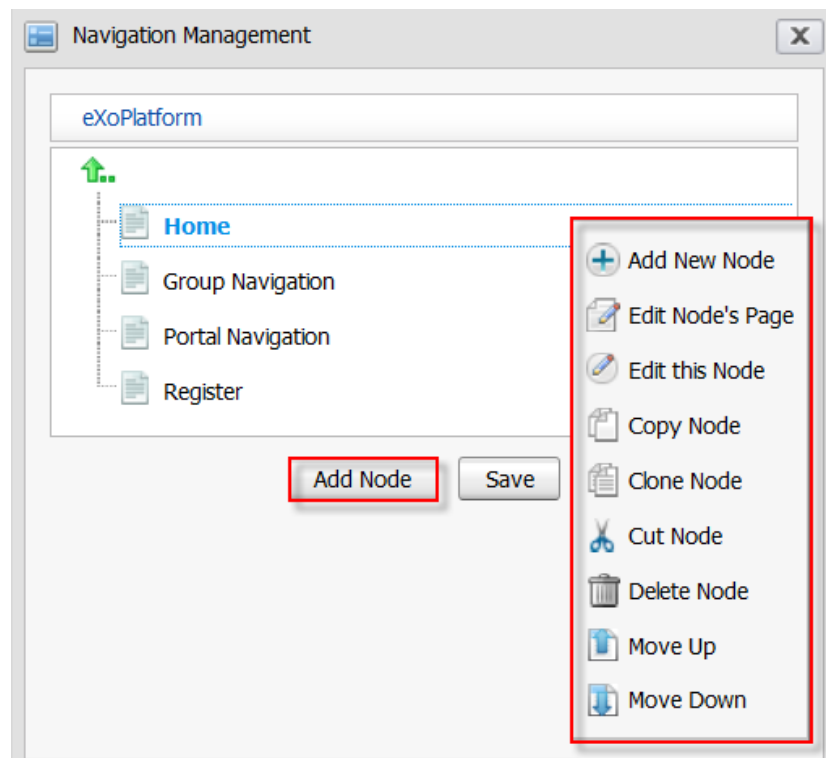 Navigation Management
X
eXoPlatform
Home
Group Navigation
Portal Navigation
Register
Add Node
Save
Add New Node
Edit Node's Page
Edit this Node
Copy Node
Clone Node
Cut Node
Delete Node
Move Up
Move Down